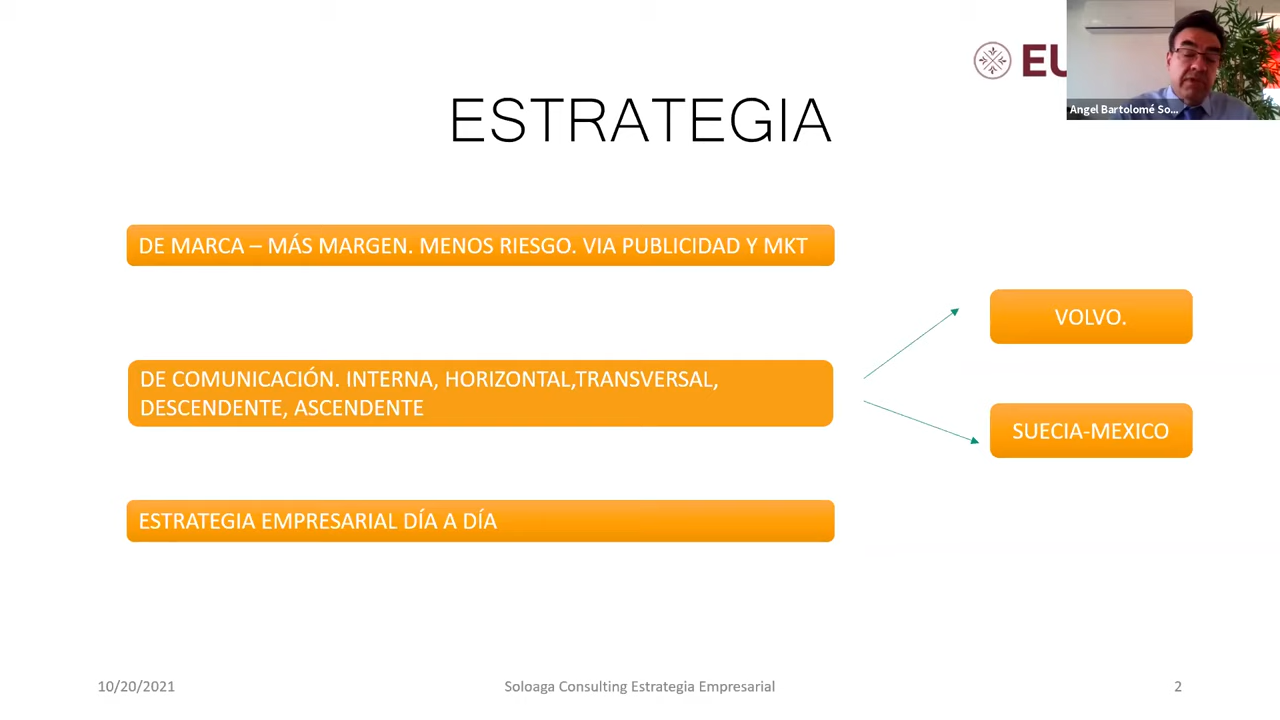 EU
Angel Bartolomé So...
ESTRATEGIA
DE MARCA – MÁS MARGEN. MENOS RIESGO. VIA PUBLICIDAD Y MKT
VOLVO.
DE COMUNICACIÓN. INTERNA, HORIZONTAL,TRANSVERSAL,
DESCENDENTE, ASCENDENTE
SUECIA-MEXICO
ESTRATEGIA EMPRESARIAL DÍA A DÍA
10/20/2021
Soloaga Consulting Estrategia Empresarial
2